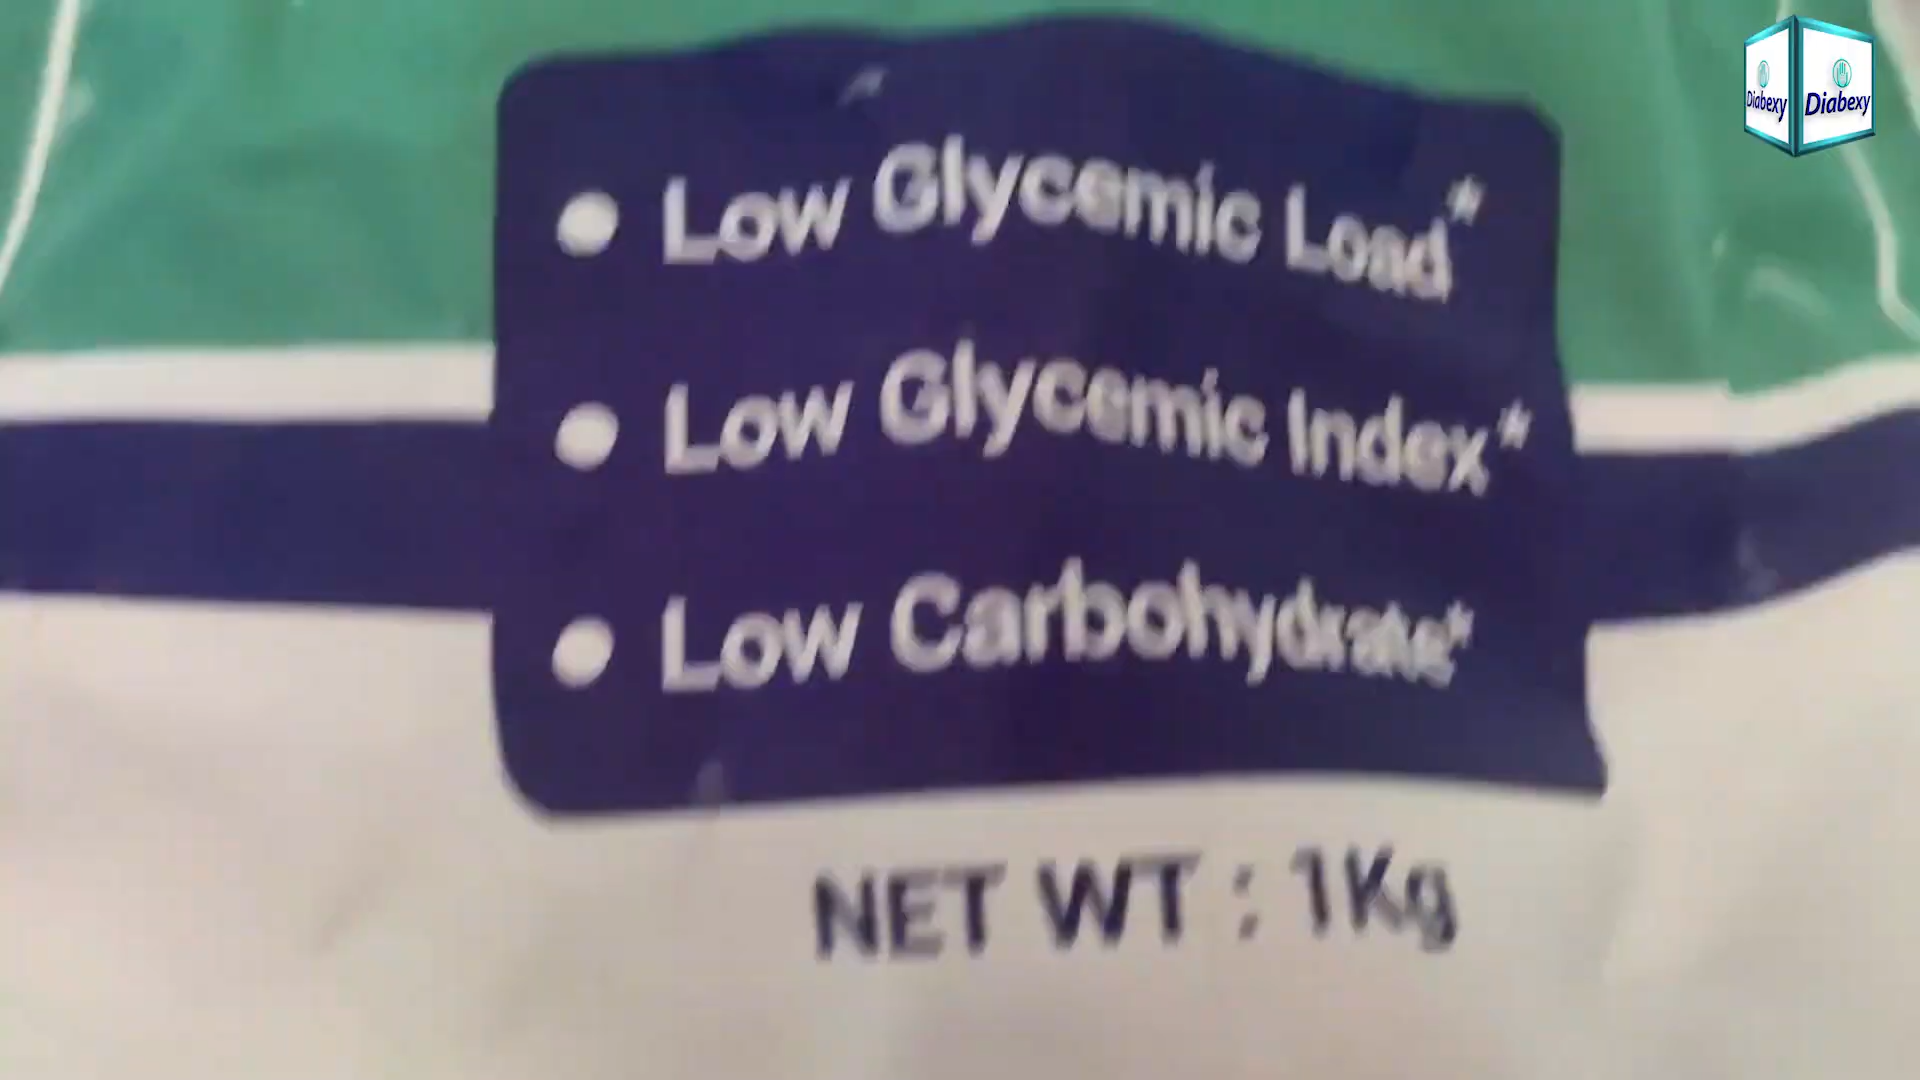 Diabexy Diabexy
• Low Glycemic Load*
• Low Glycemic Index*
• Low Carbohydrate*
NET WT : 1Kg